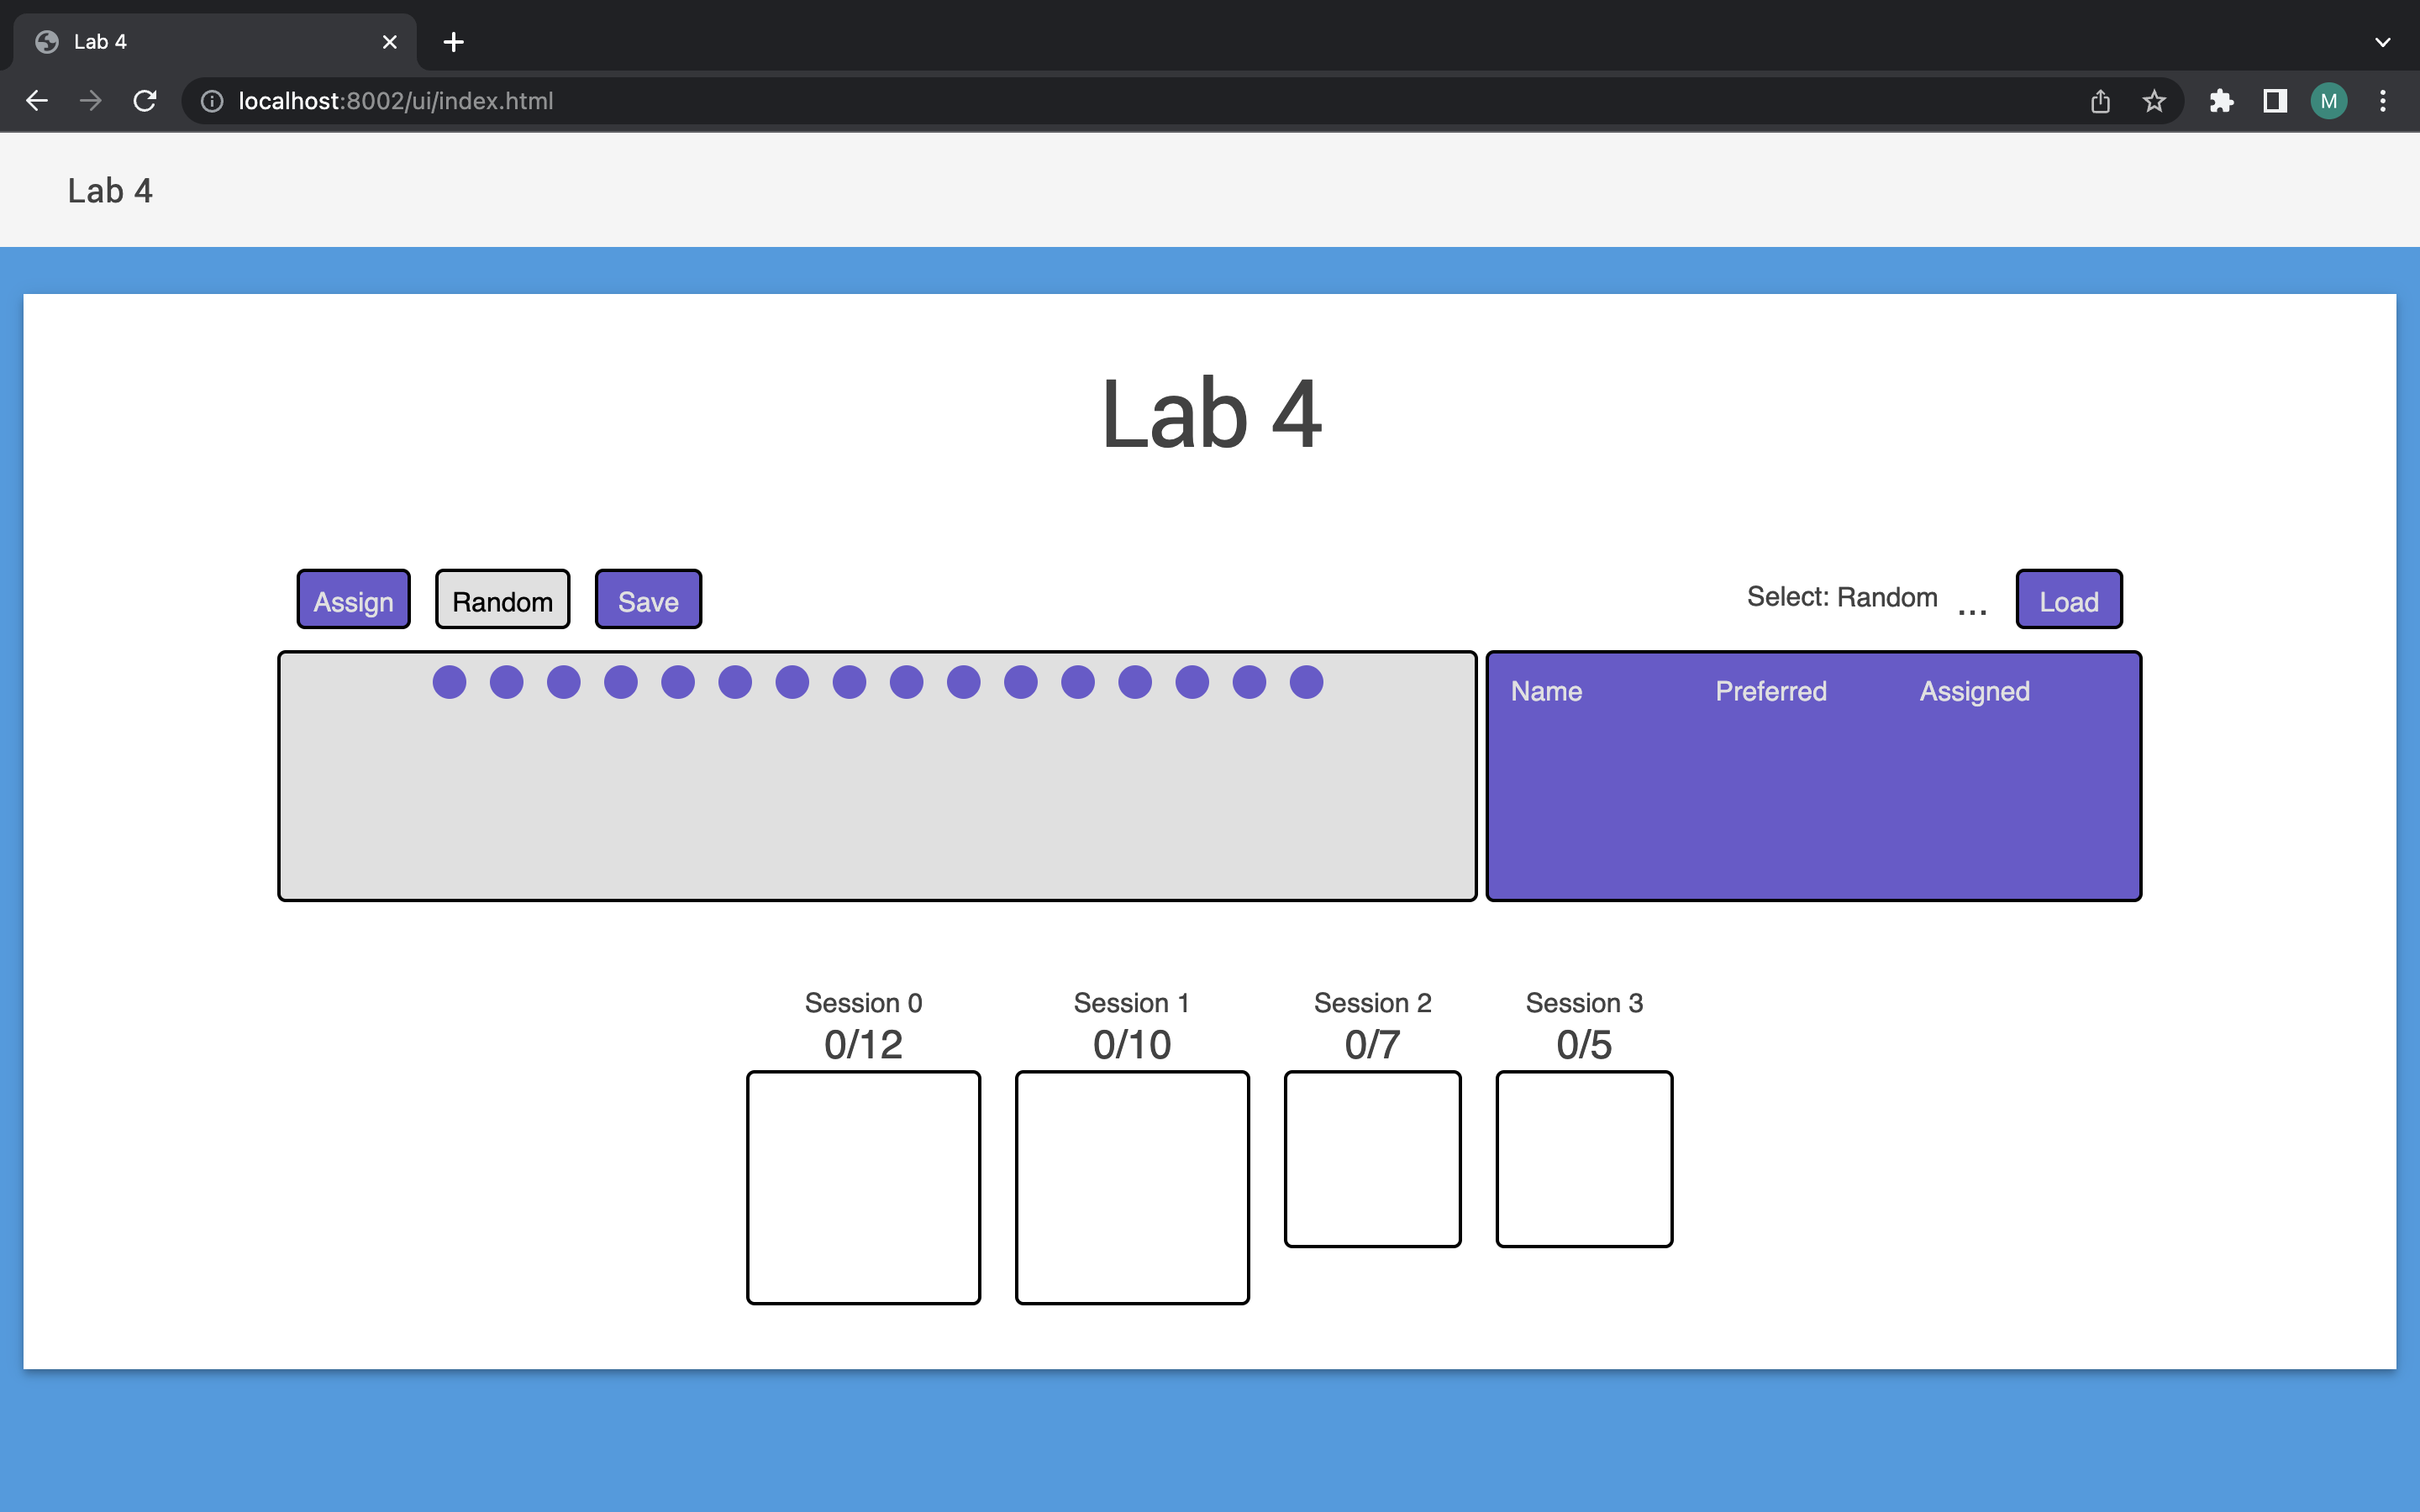 Lab 4
localhost:8002/ui/index.html
M
Lab 4
Lab 4
Assign Random Save Select: Random ... Load
Name Preferred Assigned
Session 0 Session 1 Session 2 Session 3
0/12 0/10 0/7 0/5